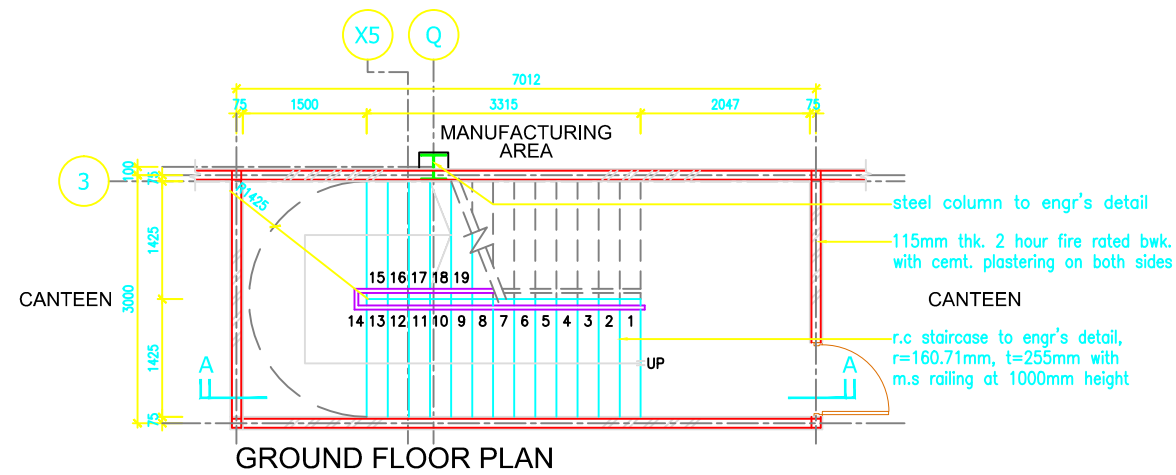 X5
Q
7012
75
1500
3315
2047
75
MANUFACTURING
AREA
3
100
75
R1425
steel column to engr's detail
1425
115mm thk. 2 hour fire rated bwk.
with cemt. plastering on both sides
15 16 17 18 19
CANTEEN
3000
CANTEEN
14 13 12 11 10 9 8 7 6 5 4 3 2 1
r.c staircase to engr's detail,
r=160.71mm, t=255mm with
m.s railing at 1000mm height
1425
UP
A
A
75
GROUND FLOOR PLAN